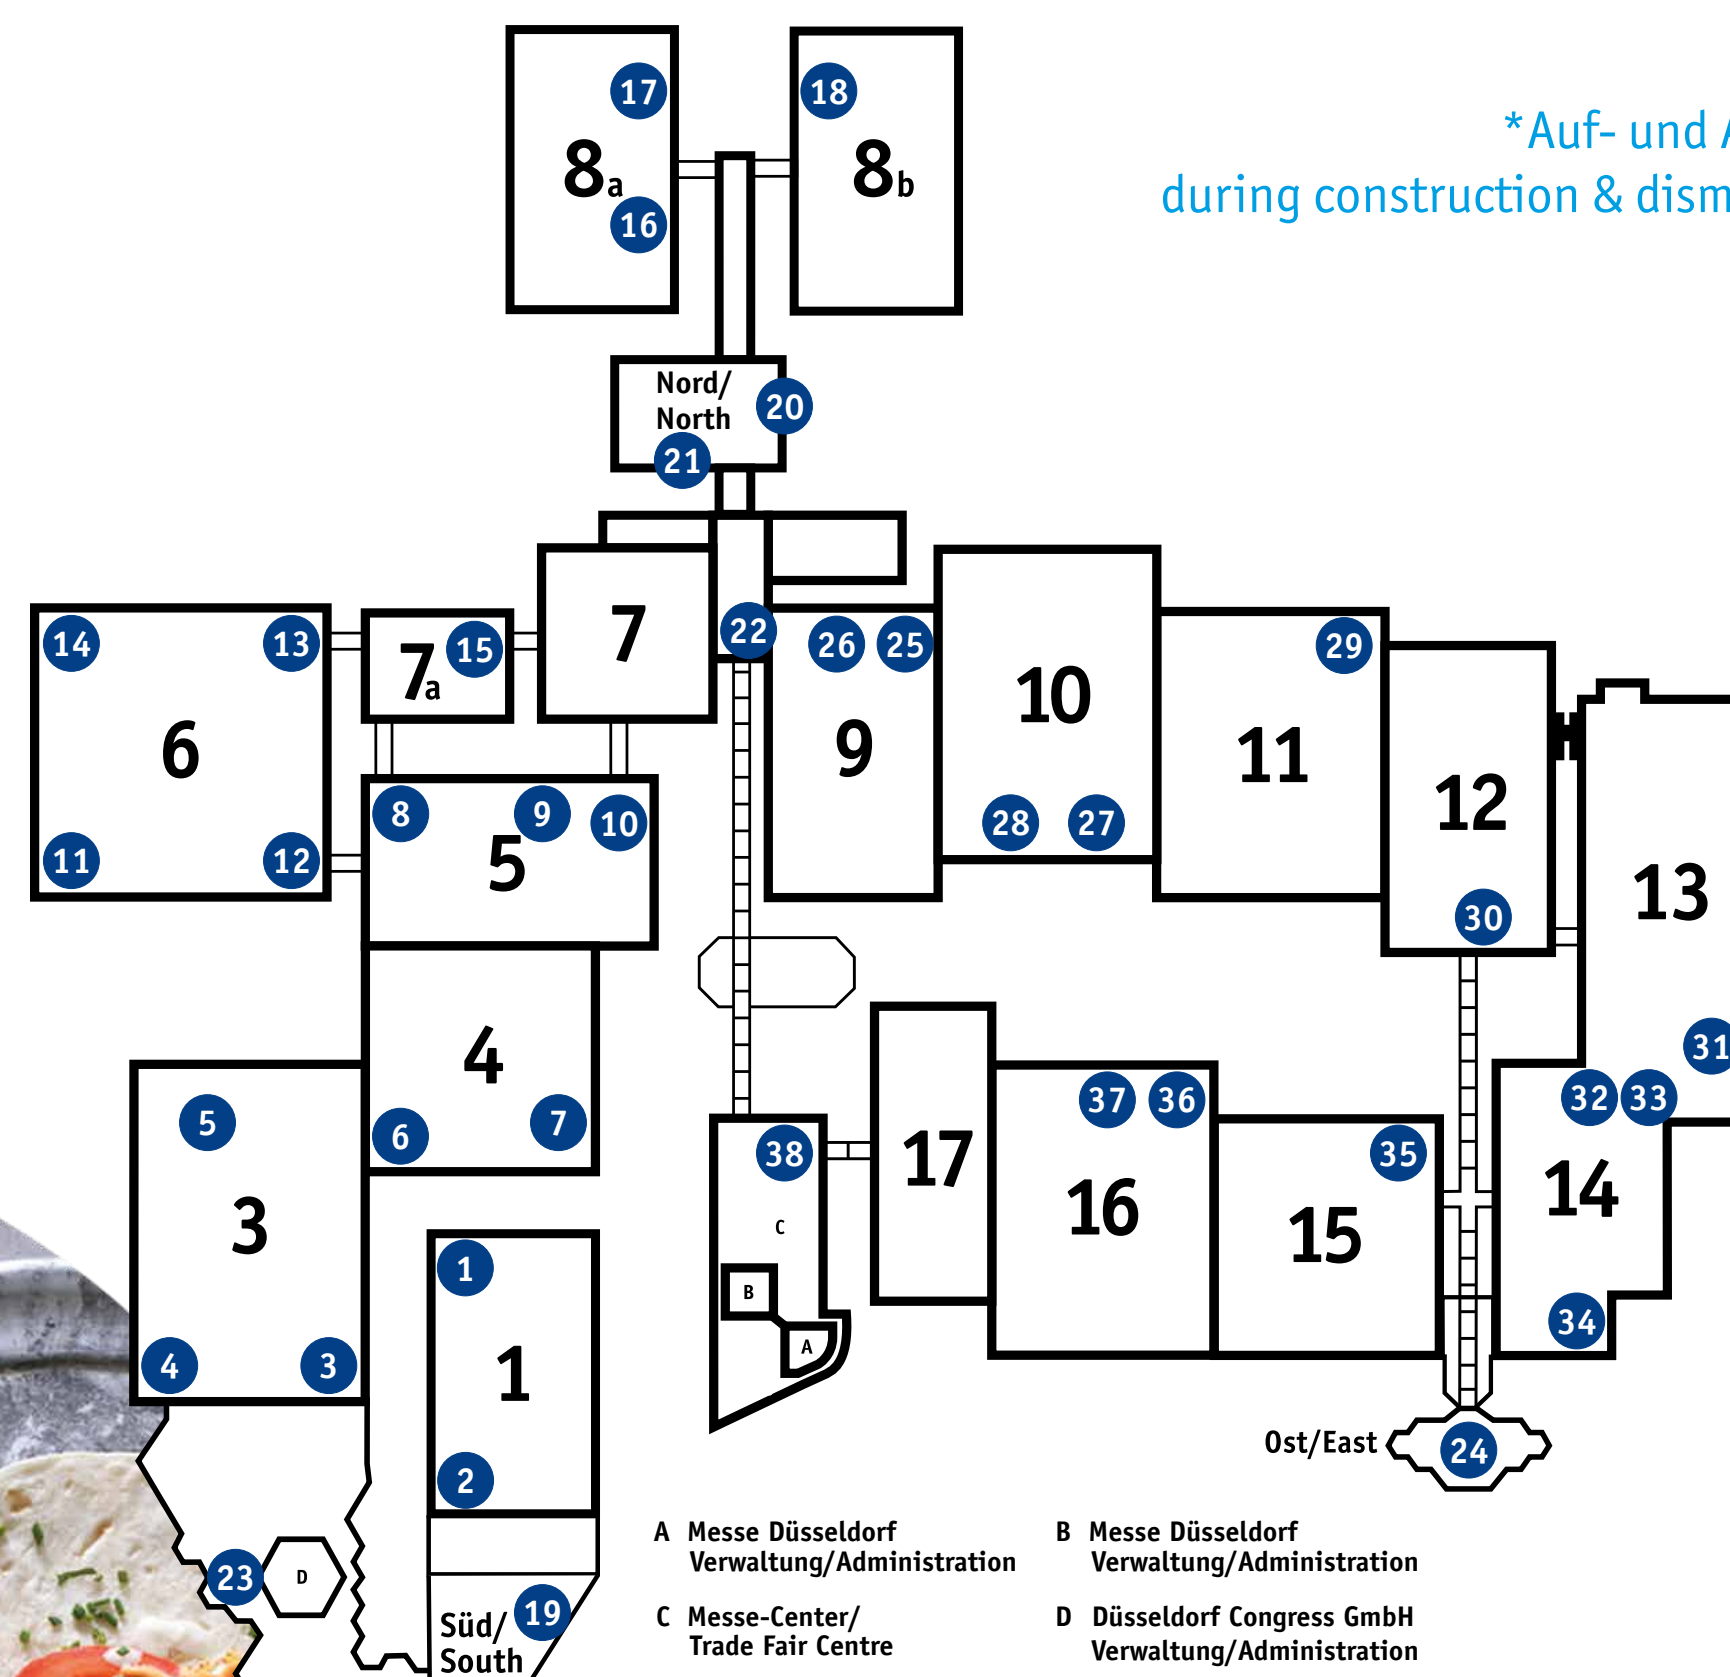 17
18
*Auf- und A
during construction & dism
8a
8b
16
Nord/
North
20
21
7
22
14
13
7a
15
26
25
29
6
10
9
11
12
8
9
10
5
28
27
11
12
13
30
4
31
5
6
7
37
36
32
33
38
17
35
3
C
16
15
14
1
B
A
34
4
3
1
Ost/East
24
2
A Messe Düsseldorf
Verwaltung/Administration
B Messe Düsseldorf
Verwaltung/Administration
23
D
19
Süd/
South
C Messe-Center/
Trade Fair Centre
D Düsseldorf Congress GmbH
Verwaltung/Administration